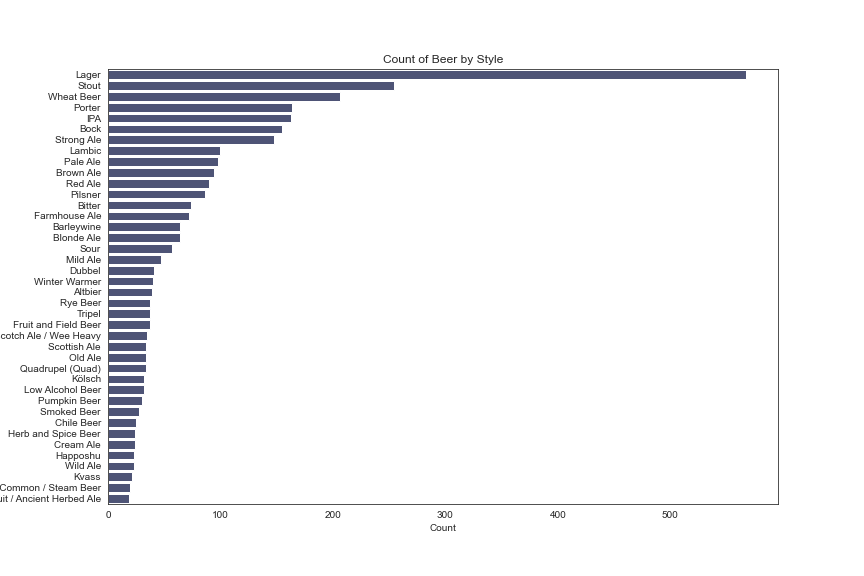 Count of Beer by Style
Lager
Stout
Wheat Beer
Porter
IPA
Bock
Strong Ale
Lambic
Pale Ale
Brown Ale
Red Ale
Pilsner
Bitter
Farmhouse Ale
Barleywine
Blonde Ale
Sour
Mild Ale
Dubbel
Winter Warmer
Altbier
Rye Beer
Tripel
Fruit and Field Beer
cotch Ale / Wee Heavy
Scottish Ale
Old Ale
Quadrupel (Quad)
Kölsch
Low Alcohol Beer
Pumpkin Beer
Smoked Beer
Chile Beer
Herb and Spice Beer
Cream Ale
Happoshu
Wild Ale
Kvass
Common / Steam Beer
uit / Ancient Herbed Ale
0 100 200 300 400 500
Count